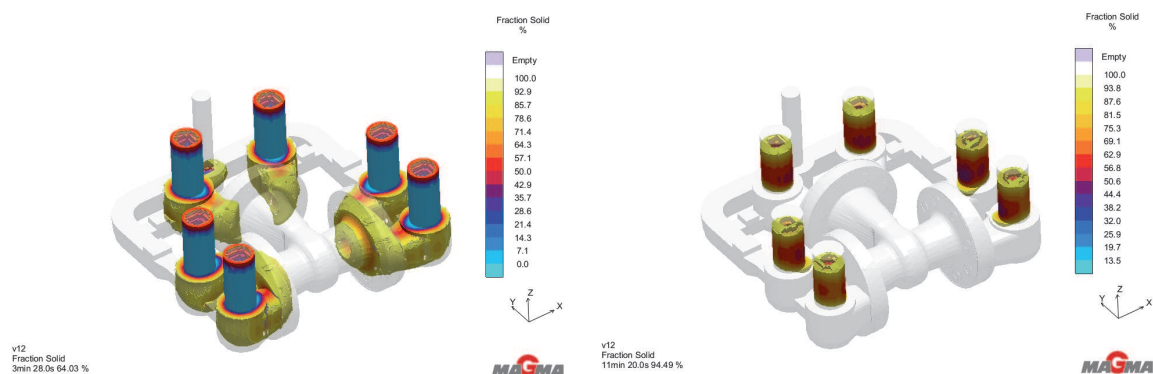 Fraction Solid
%
Empty
100.0
92.9
85.7
78.6
71.4
64.3
57.1
50.0
42.9
35.7
28.6
21.4
14.3
7.1
0.0
Z
Y
X
v12
Fraction Solid
3min 28.0s 64.03 %
MAGMA
Fraction Solid
%
Empty
100.0
93.8
87.6
81.5
75.3
69.1
62.9
56.8
50.6
44.4
38.2
32.0
25.9
19.7
13.5
Z
Y
X
v12
Fraction Solid
11min 20.0s 94.49 %
MAGMA